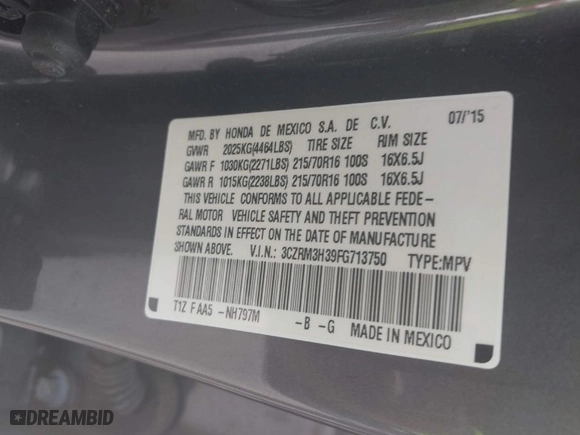 MFD. BY HONDA DE MEXICO S.A. DE C.V. 07/'15
GVWR 2025KG(4464LBS) TIRE SIZE RIM SIZE
GAWR F 1030KG(2271LBS) 215/70R16 100S 16X6.5J
GAWR R 1015KG(2238LBS) 215/70R16 100S 16X6.5J
THIS VEHICLE CONFORMS TO ALL APPLICABLE FEDE-
RAL MOTOR VEHICLE SAFETY AND THEFT PREVENTION
STANDARDS IN EFFECT ON THE DATE OF MANUFACTURE
SHOWN ABOVE. V.I.N.: 3CZRM3H39FG713750 TYPE:MPV
T1Z F AA5 -NH797M -B -G MADE IN MEXICO
DREAMBID